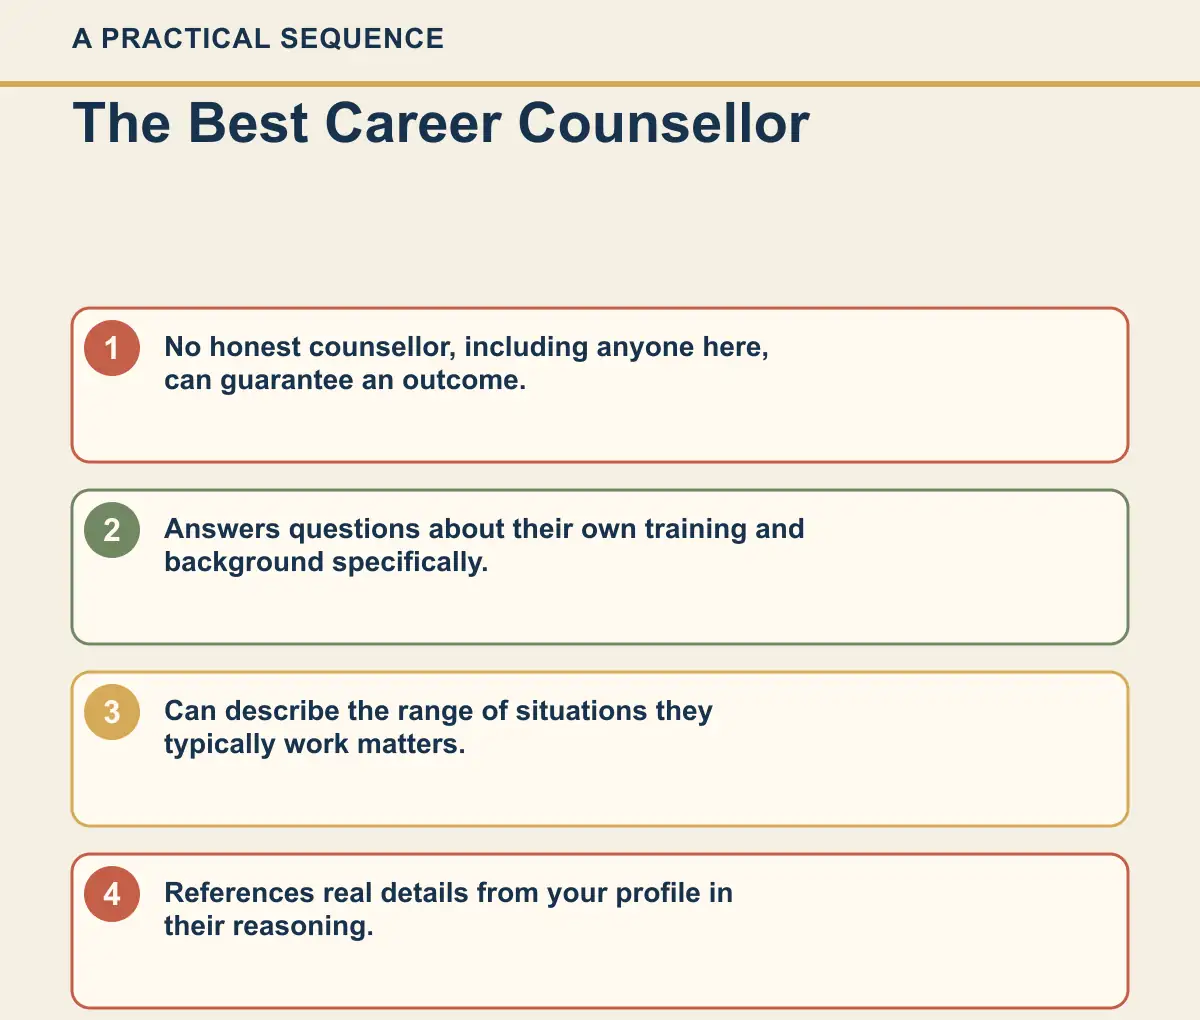 A PRACTICAL SEQUENCE
The Best Career Counsellor
1
No honest counsellor, including anyone here,
can guarantee an outcome.
2
Answers questions about their own training and
background specifically.
3
Can describe the range of situations they
typically work matters.
4
References real details from your profile in
their reasoning.